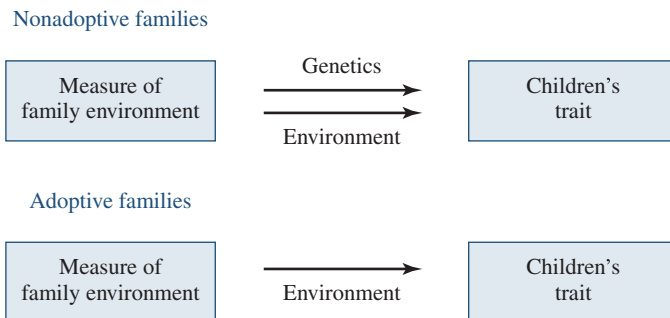 Nonadoptive families
Measure of
family environment
Genetics
Environment
Children's
trait
Adoptive families
Measure of
family environment
Environment
Children's
trait